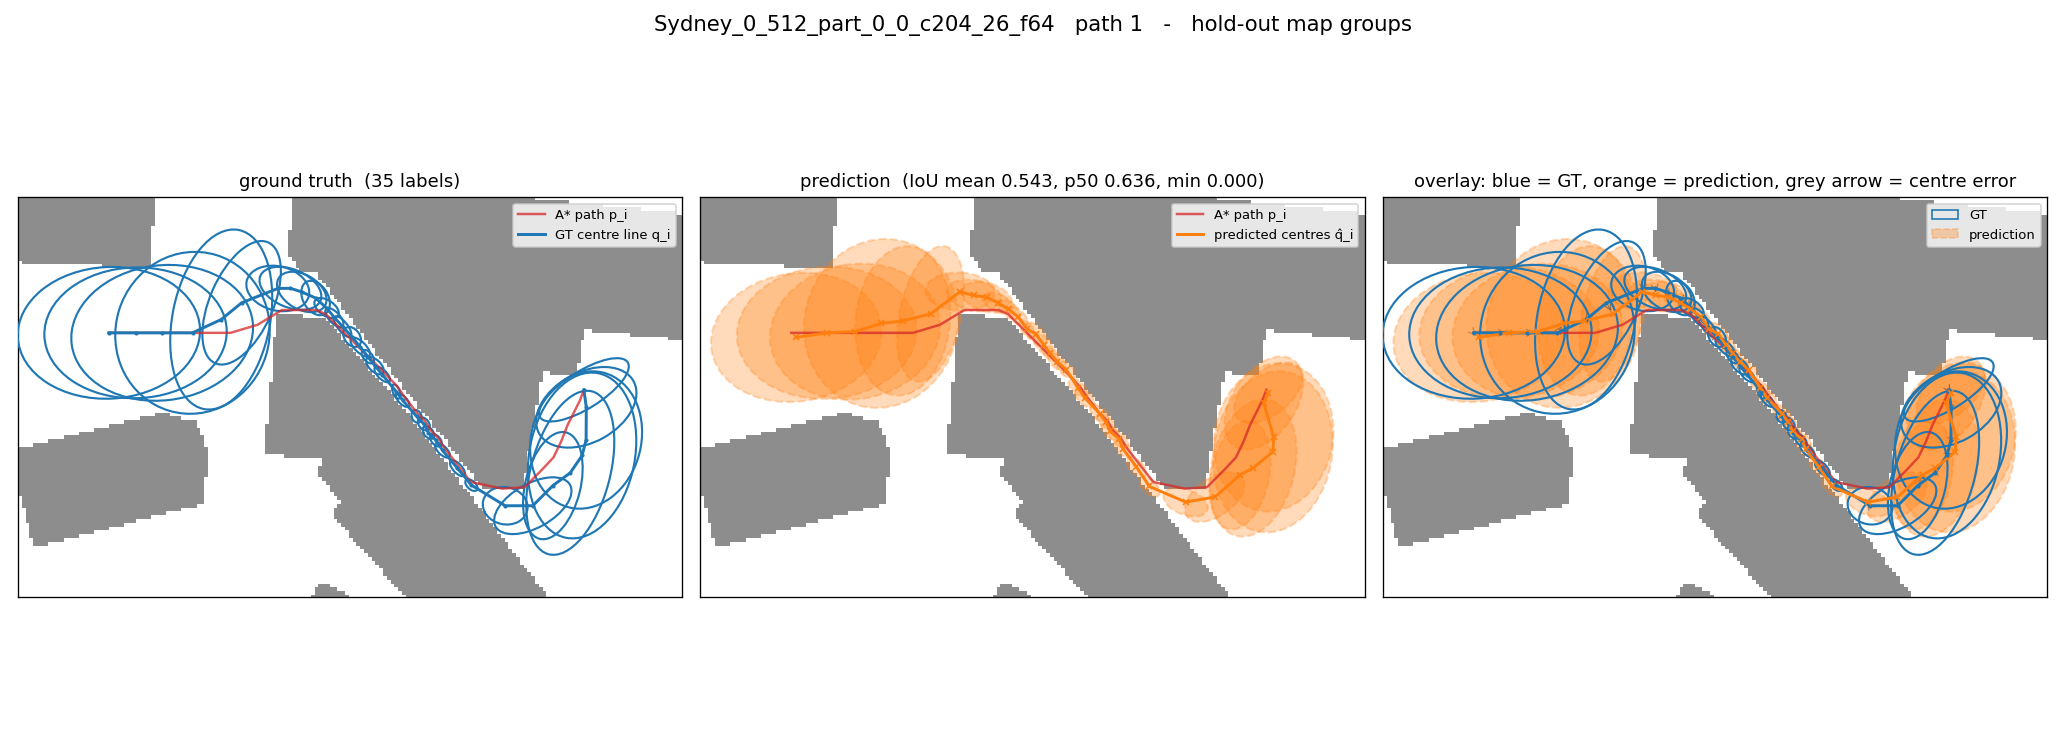 Sydney_0_512_part_0_0_c204_26_f64   path 1   -   hold-out map groups
ground truth  (35 labels)
A* path p_i
GT centre line q_i
prediction  (IoU mean 0.543, p50 0.636, min 0.000)
A* path p_i
predicted centres q̂_i
overlay: blue = GT, orange = prediction, grey arrow = centre error
GT
prediction